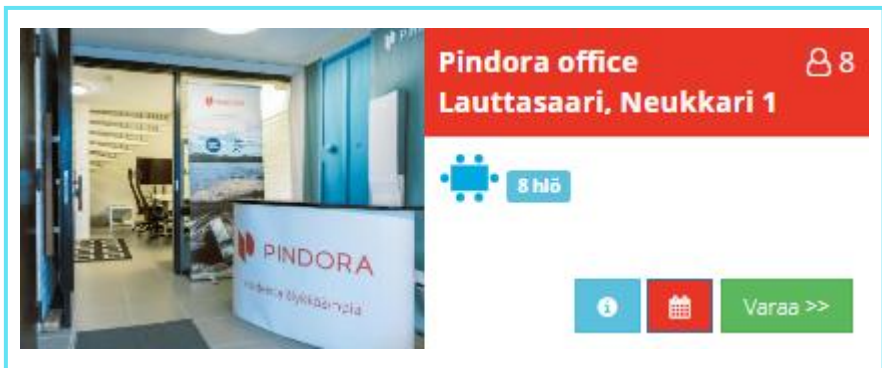 Pindora office
Lauttasaari, Neukkari 1
8
8 hlö
Varaa >>
PINDORA